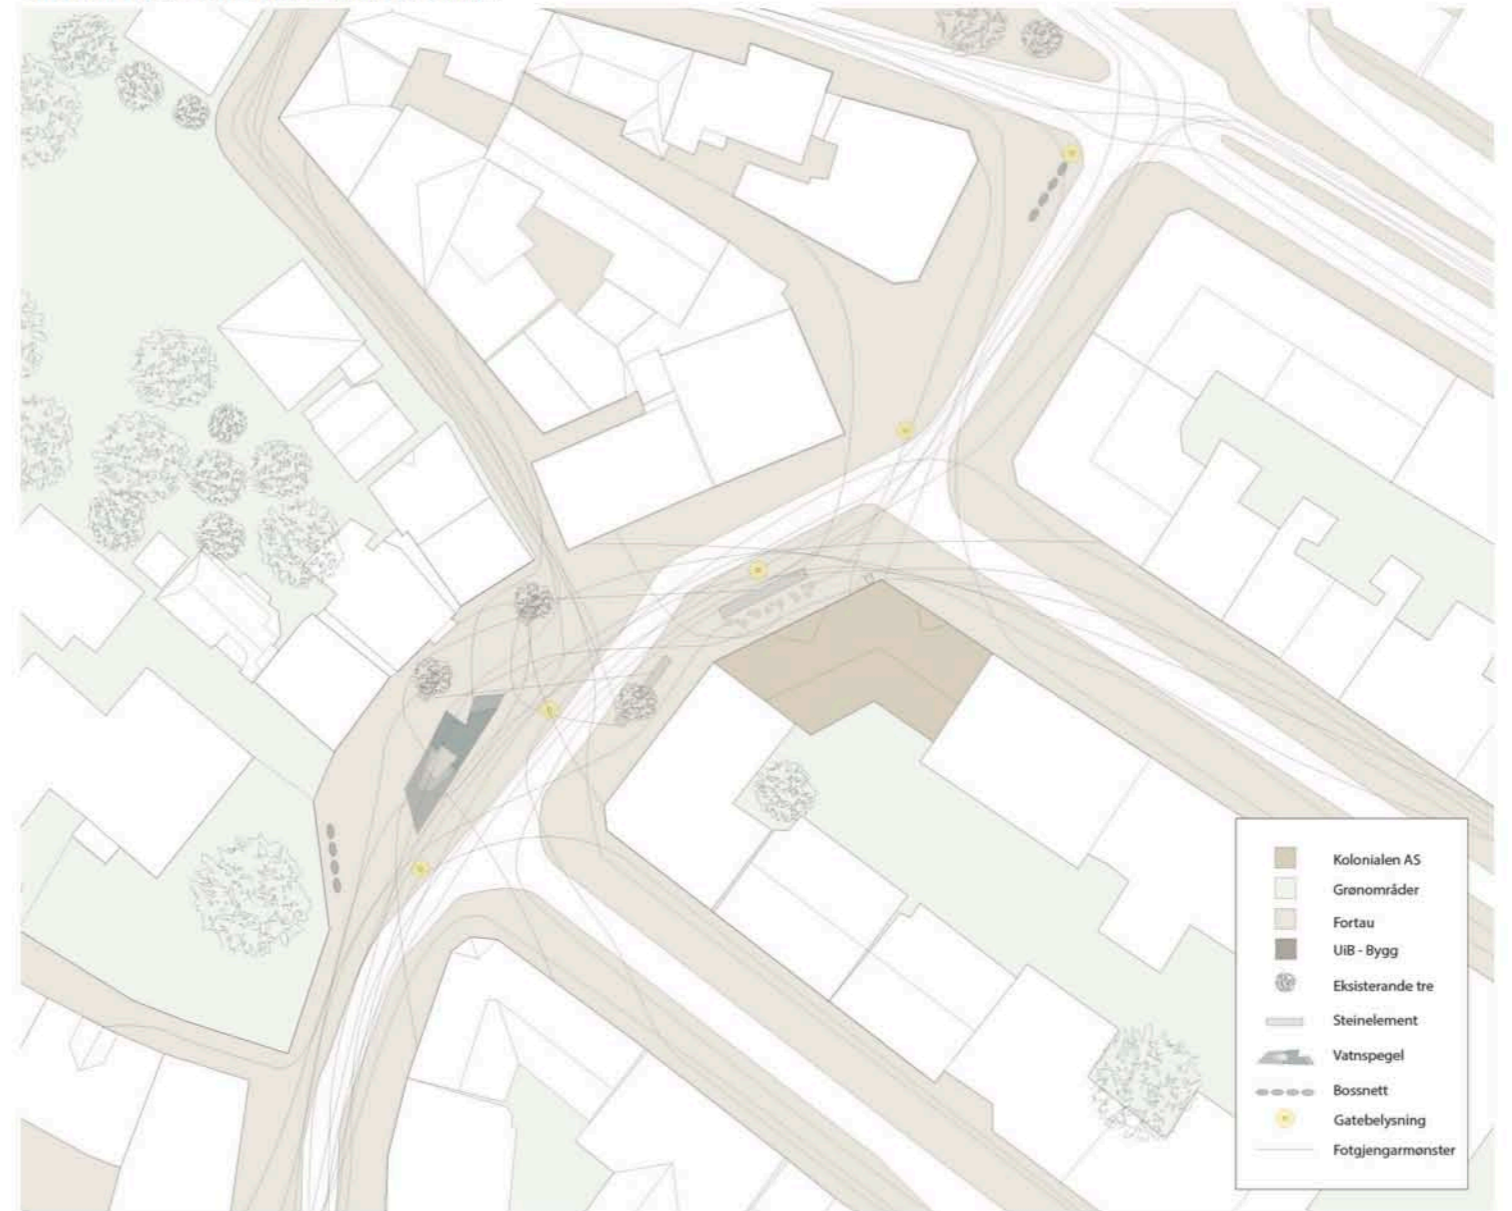 Kolonialen AS
Grønområder
Fortau
UiB - Bygg
Eksisterande tre
Steinelement
Vatnspegel
Bossnett
Gatebelysning
Fotgjengarmønster